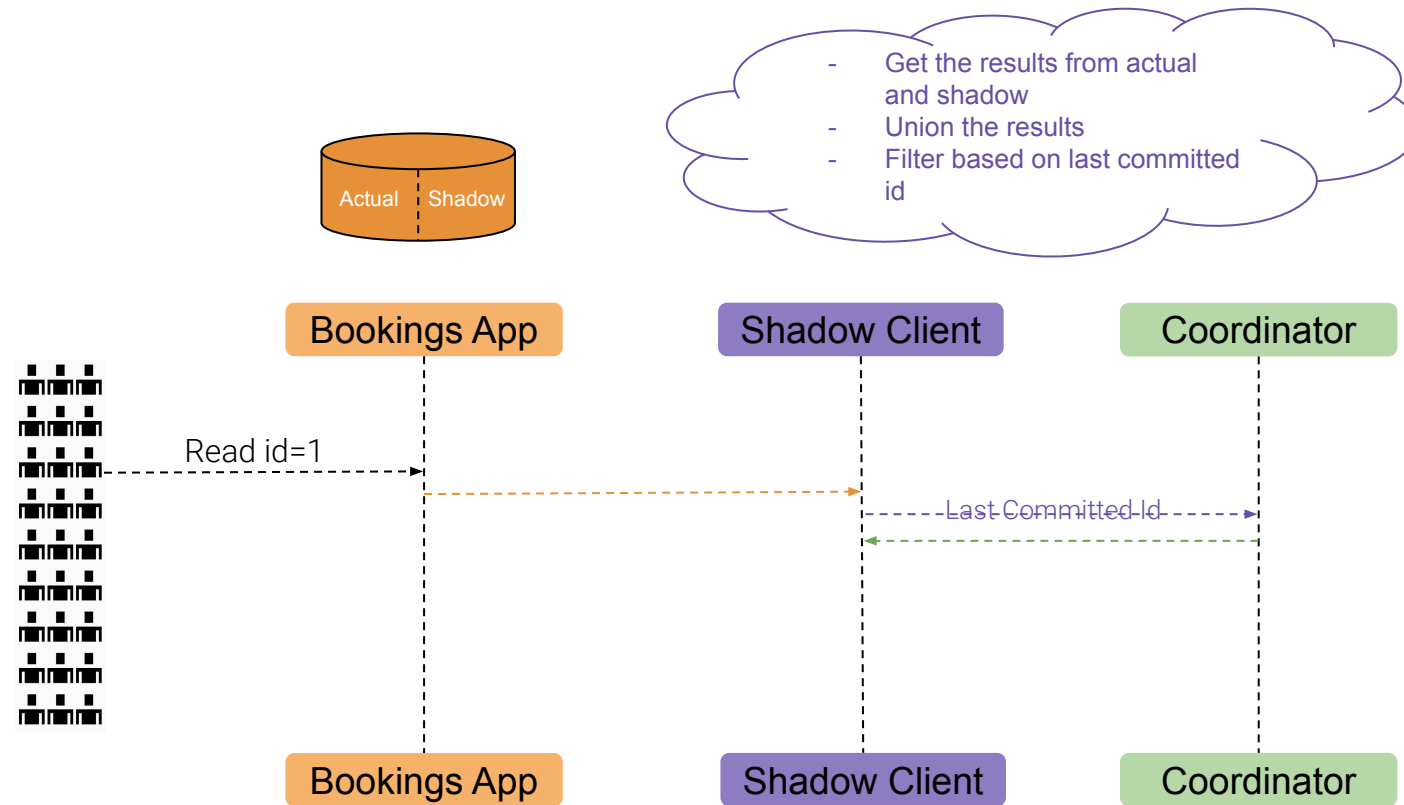 - Get the results from actual
and shadow
- Union the results
- Filter based on last committed
id
Actual
Shadow
Bookings App
Shadow Client
Coordinator
Read id=1
Last Committed Id
Bookings App
Shadow Client
Coordinator